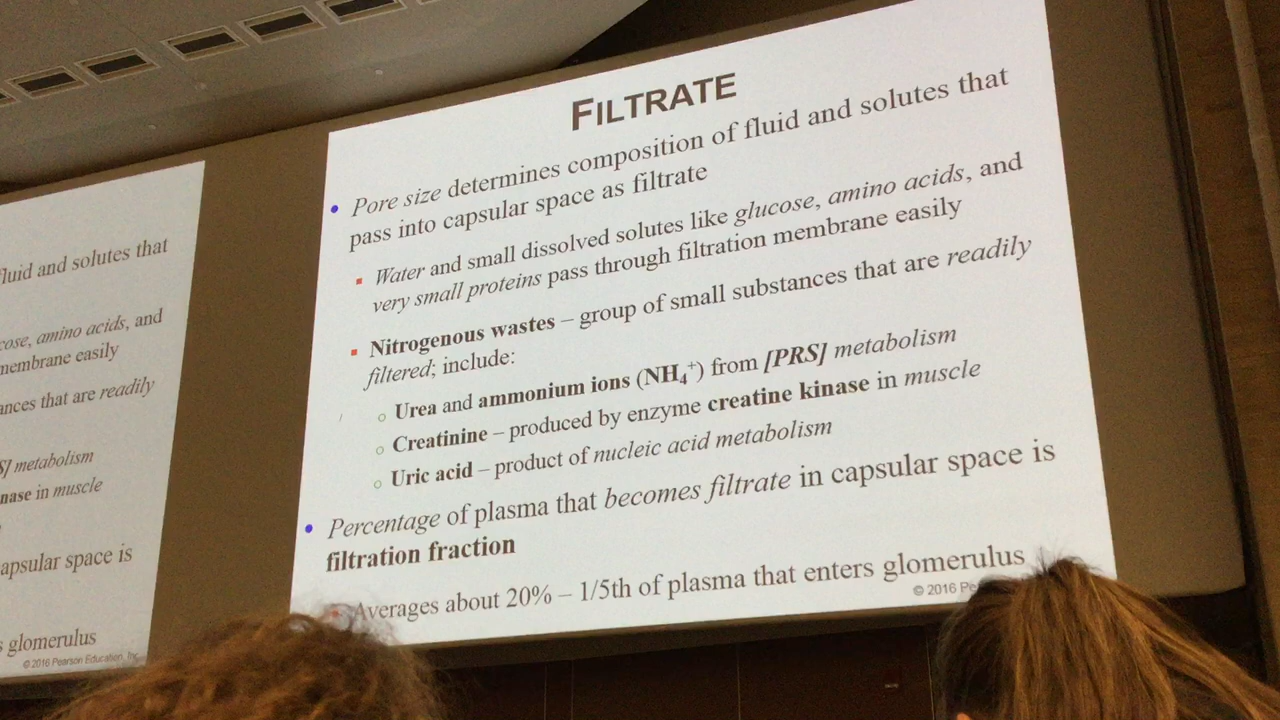 FILTRATE
• Pore size determines composition of fluid and solutes that
pass into capsular space as filtrate
▪ Water and small dissolved solutes like glucose, amino acids, and
very small proteins pass through filtration membrane easily
▪ Nitrogenous wastes – group of small substances that are readily
filtered; include:
○ Urea and ammonium ions (NH₄⁺) from [PRS] metabolism
○ Creatinine – produced by enzyme creatine kinase in muscle
○ Uric acid – product of nucleic acid metabolism
• Percentage of plasma that becomes filtrate in capsular space is
filtration fraction
Averages about 20% – 1/5th of plasma that enters glomerulus
© 2016 Pe
fluid and solutes that
cose, amino acids, and
membrane easily
ances that are readily
S] metabolism
nase in muscle
apsular space is
s glomerulus
© 2016 Pearson Education, Inc.